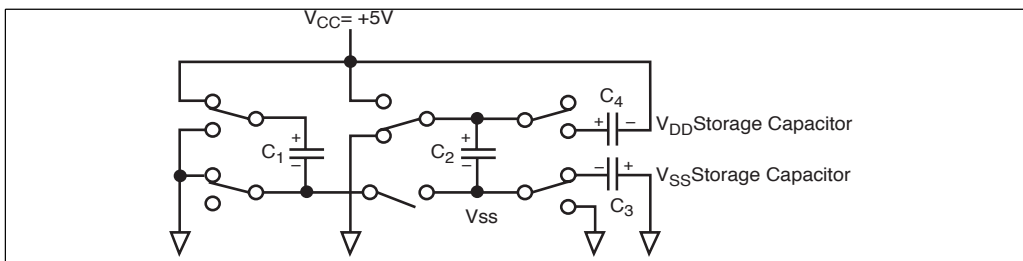 VCC= +5V
C4
+ –
VDDStorage Capacitor
+
C1
–
+
C2
–
– +
VSSStorage Capacitor
C3
Vss